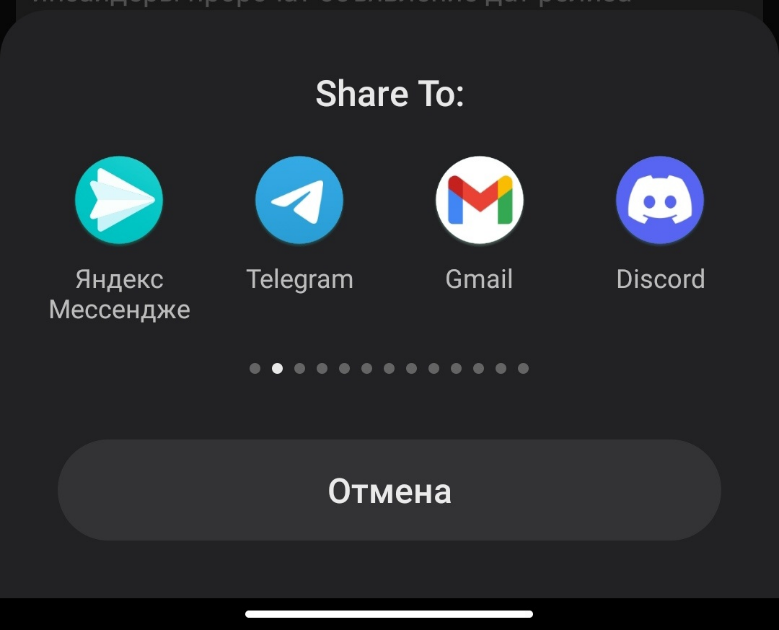 Share To:
Яндекс
Мессендже
Telegram
Gmail
Discord
Отмена